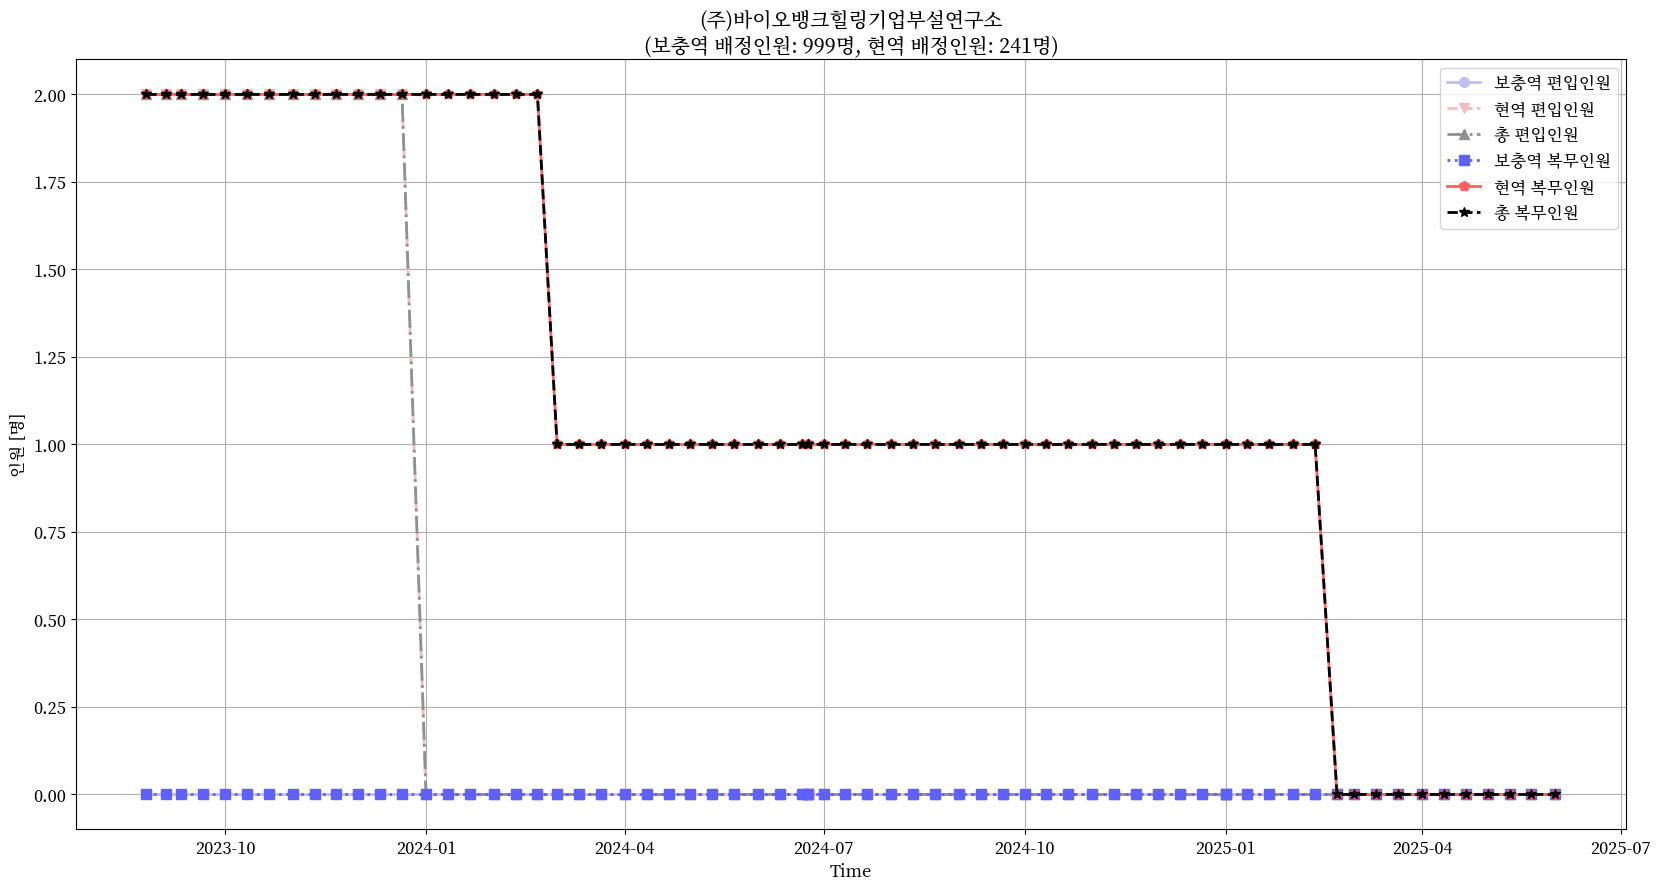 (주)바이오뱅크힐링기업부설연구소
(보충역 배정인원: 999명, 현역 배정인원: 241명)
보충역 편입인원
현역 편입인원
총 편입인원
보충역 복무인원
현역 복무인원
총 복무인원
인원 [명]
2.00
1.75
1.50
1.25
1.00
0.75
0.50
0.25
0.00
2023-10
2024-01
2024-04
2024-07
2024-10
2025-01
2025-04
2025-07
Time